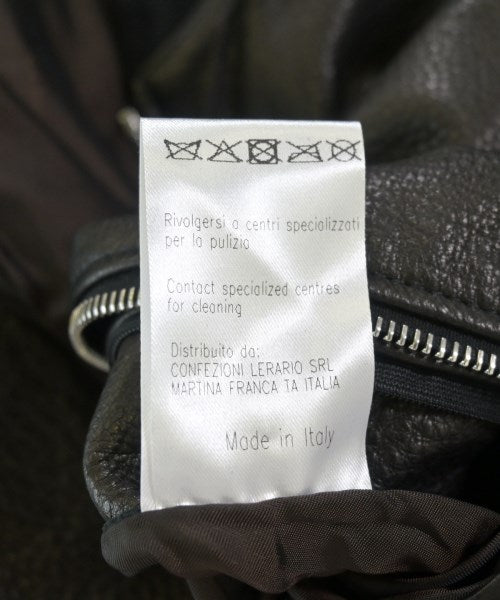 Rivolgersi a centri specializzati
per la pulizia
Contact specialized centres
for cleaning
Distribuito da:
CONFEZIONI LERARIO SRL
MARTINA FRANCA TA ITALIA
Made in Italy